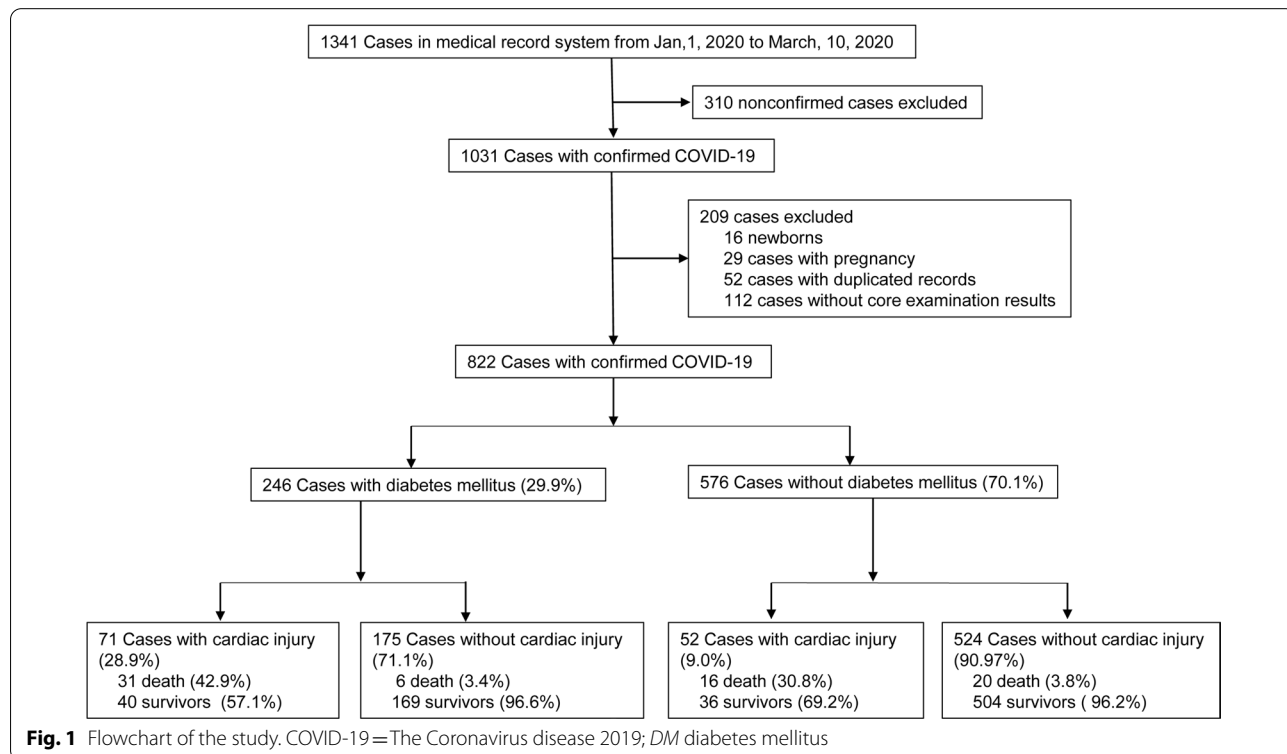 1341 Cases in medical record system from Jan,1, 2020 to March, 10, 2020
310 nonconfirmed cases excluded
1031 Cases with confirmed COVID-19
209 cases excluded
16 newborns
29 cases with pregnancy
52 cases with duplicated records
112 cases without core examination results
822 Cases with confirmed COVID-19
246 Cases with diabetes mellitus (29.9%)
576 Cases without diabetes mellitus (70.1%)
71 Cases with cardiac injury
(28.9%)
31 death (42.9%)
40 survivors (57.1%)
175 Cases without cardiac injury
(71.1%)
6 death (3.4%)
169 survivors (96.6%)
52 Cases with cardiac injury
(9.0%)
16 death (30.8%)
36 survivors (69.2%)
524 Cases without cardiac injury
(90.97%)
20 death (3.8%)
504 survivors ( 96.2%)
Fig. 1 Flowchart of the study. COVID-19 = The Coronavirus disease 2019; DM diabetes mellitus